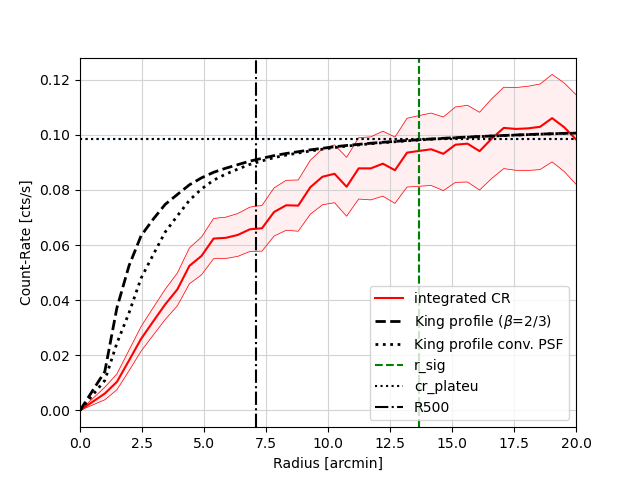 0.12
0.10
0.08
0.06
0.04
0.02
0.00
Count-Rate [cts/s]
integrated CR
King profile (β=2/3)
King profile conv. PSF
r_sig
cr_plateu
R500
0.0 2.5 5.0 7.5 10.0 12.5 15.0 17.5 20.0
Radius [arcmin]